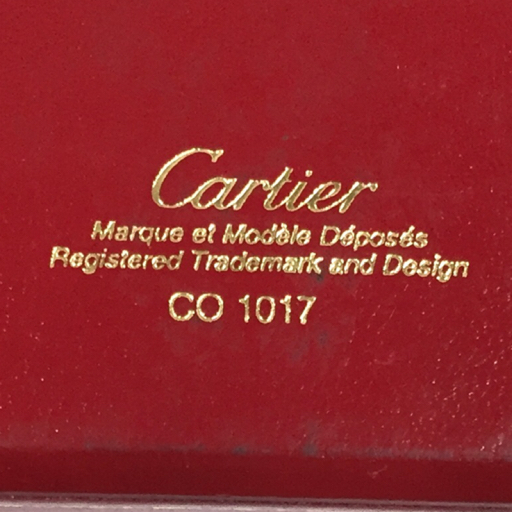 Cartier
Marque et Modèle Déposés
Registered Trademark and Design
CO 1017